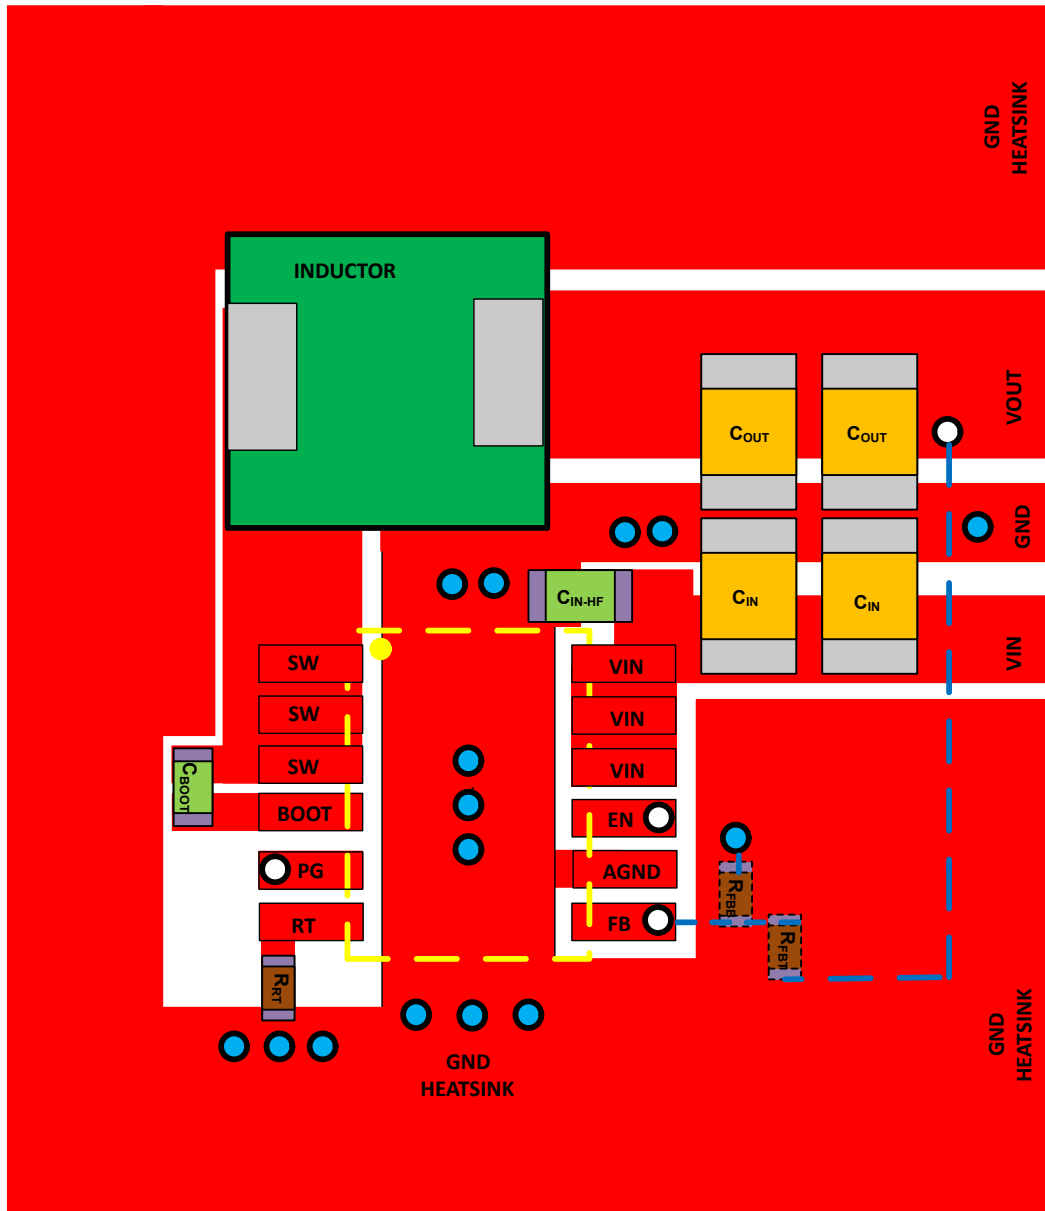 GND
HEATSINK
INDUCTOR
VOUT
COUT
COUT
GND
CIN-HF
CIN
CIN
VIN
SW
VIN
SW
VIN
SW
VIN
CBOOT
BOOT
EN
PG
AGND
RFBB
RT
FB
RFBT
RRT
GND
HEATSINK
GND
HEATSINK